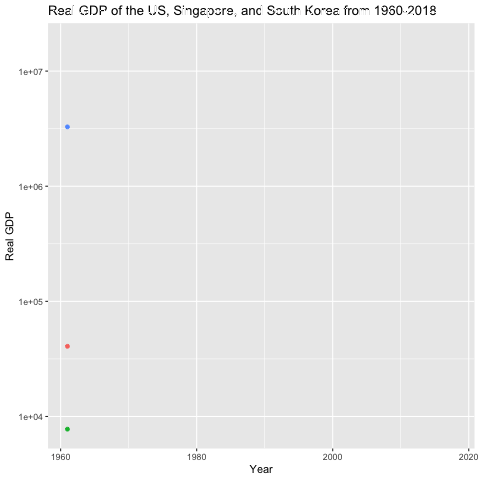 Real GDP of the US, Singapore, and South Korea from 1960-2018
1e+07
1e+06
1e+05
1e+04
Real GDP
1960 1980 2000 2020
Year